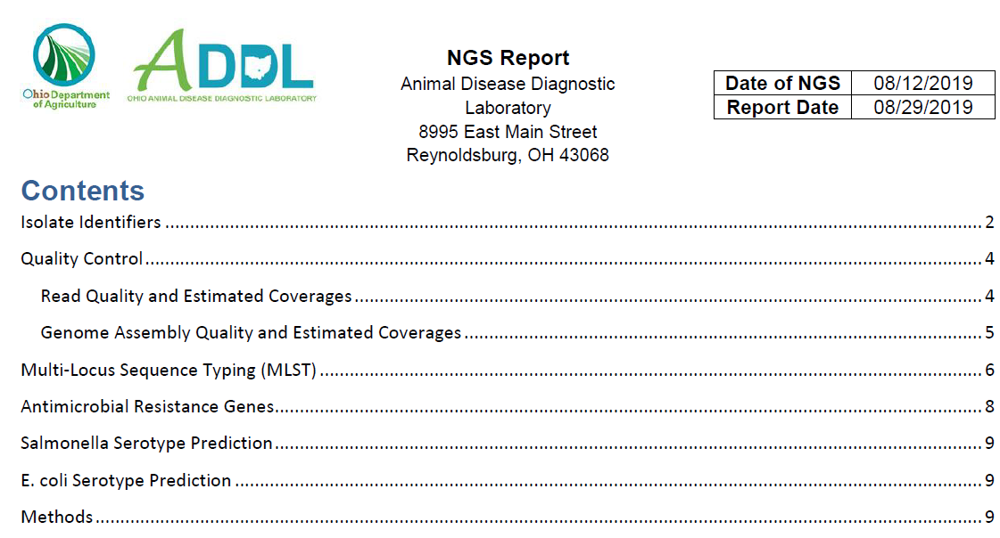 Ohio Department
of Agriculture
ADDL
OHIO ANIMAL DISEASE DIAGNOSTIC LABORATORY
NGS Report
Animal Disease Diagnostic
Laboratory
8995 East Main Street
Reynoldsburg, OH 43068
Date of NGS 08/12/2019
Report Date 08/29/2019
Contents
Isolate Identifiers ........ 2
Quality Control ........ 4
Read Quality and Estimated Coverages ........ 4
Genome Assembly Quality and Estimated Coverages ........ 5
Multi-Locus Sequence Typing (MLST) ........ 6
Antimicrobial Resistance Genes ........ 8
Salmonella Serotype Prediction ........ 9
E. coli Serotype Prediction ........ 9
Methods ........ 9